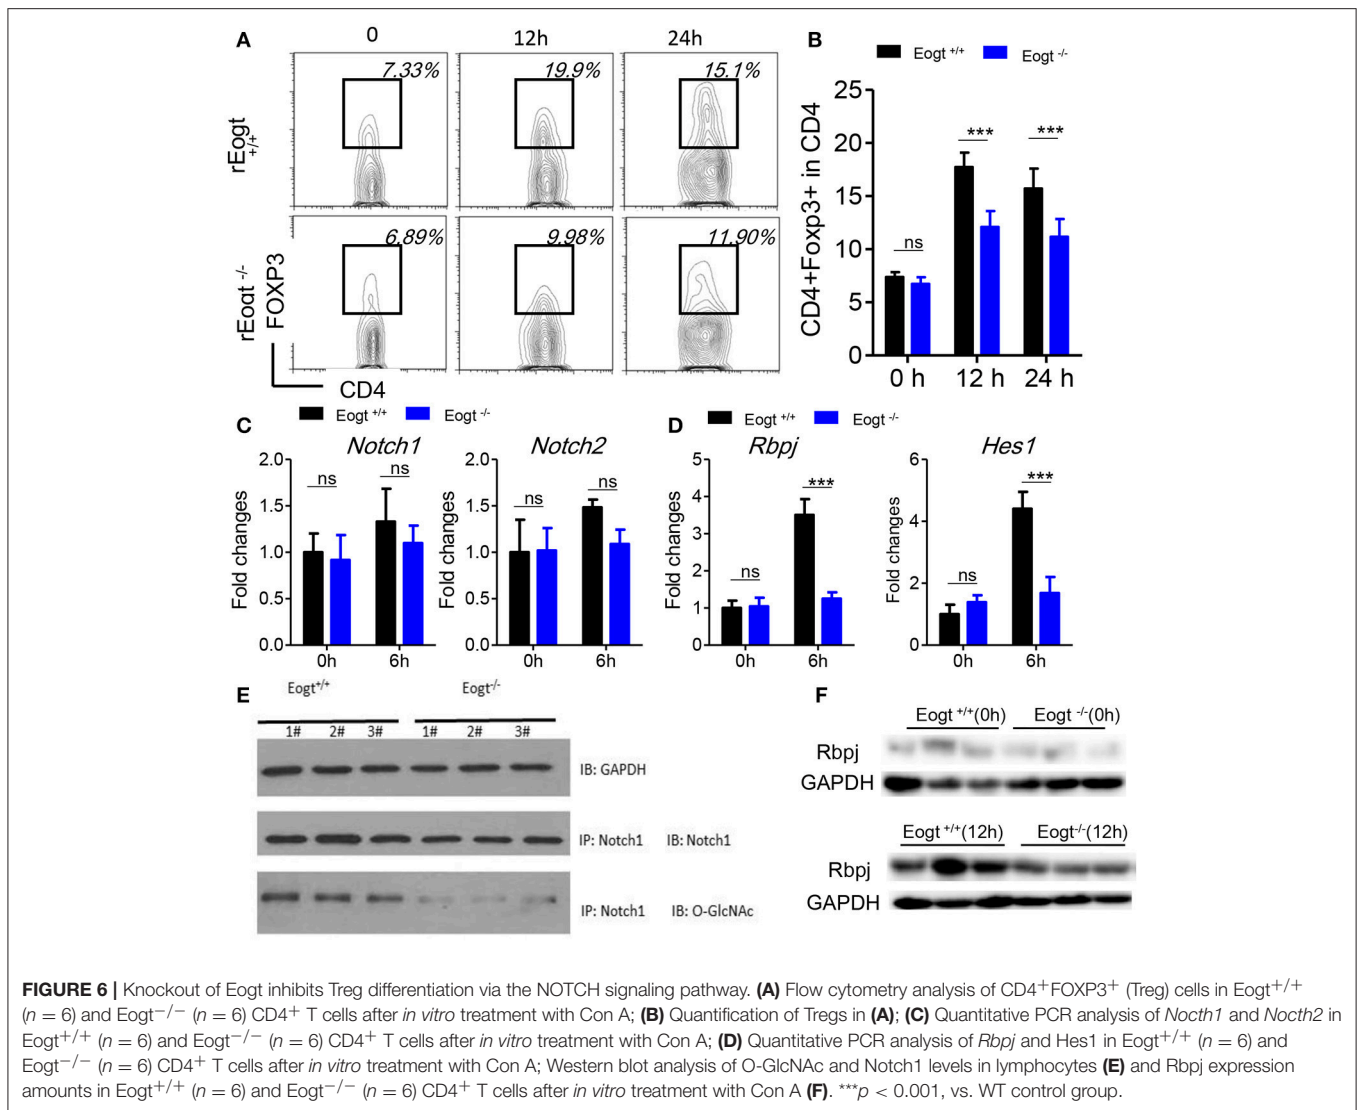 A
0 12h 24h
7.33% 19.9% 15.1%
rEogt +/+
6.89% 9.98% 11.90%
rEogt -/-
FOXP3
CD4
B
Eogt +/+ Eogt -/-
CD4+Foxp3+ in CD4
25
20
15
10
5
0
ns *** ***
0 h 12 h 24 h
C
Eogt +/+ Eogt -/-
Notch1
Fold changes
2.0
1.5
1.0
0.5
0.0
ns ns
0h 6h
Notch2
Fold changes
2.0
1.5
1.0
0.5
0.0
ns ns
0h 6h
D
Eogt +/+ Eogt -/-
Rbpj
Fold changes
5
4
3
2
1
0
ns ***
0h 6h
Hes1
Fold changes
6
4
2
0
ns ***
0h 6h
E
Eogt+/+ Eogt-/-
1# 2# 3# 1# 2# 3#
IB: GAPDH
IP: Notch1 IB: Notch1
IP: Notch1 IB: O-GlcNAc
F
Eogt +/+(0h) Eogt -/-(0h)
Rbpj
GAPDH
Eogt +/+(12h) Eogt-/-(12h)
Rbpj
GAPDH
FIGURE 6 | Knockout of Eogt inhibits Treg differentiation via the NOTCH signaling pathway. (A) Flow cytometry analysis of CD4+FOXP3+ (Treg) cells in Eogt+/+
(n = 6) and Eogt−/− (n = 6) CD4+ T cells after in vitro treatment with Con A; (B) Quantification of Tregs in (A); (C) Quantitative PCR analysis of Nocth1 and Nocth2 in
Eogt+/+ (n = 6) and Eogt−/− (n = 6) CD4+ T cells after in vitro treatment with Con A; (D) Quantitative PCR analysis of Rbpj and Hes1 in Eogt+/+ (n = 6) and
Eogt−/− (n = 6) CD4+ T cells after in vitro treatment with Con A; Western blot analysis of O-GlcNAc and Notch1 levels in lymphocytes (E) and Rbpj expression
amounts in Eogt+/+ (n = 6) and Eogt−/− (n = 6) CD4+ T cells after in vitro treatment with Con A (F). ***p < 0.001, vs. WT control group.